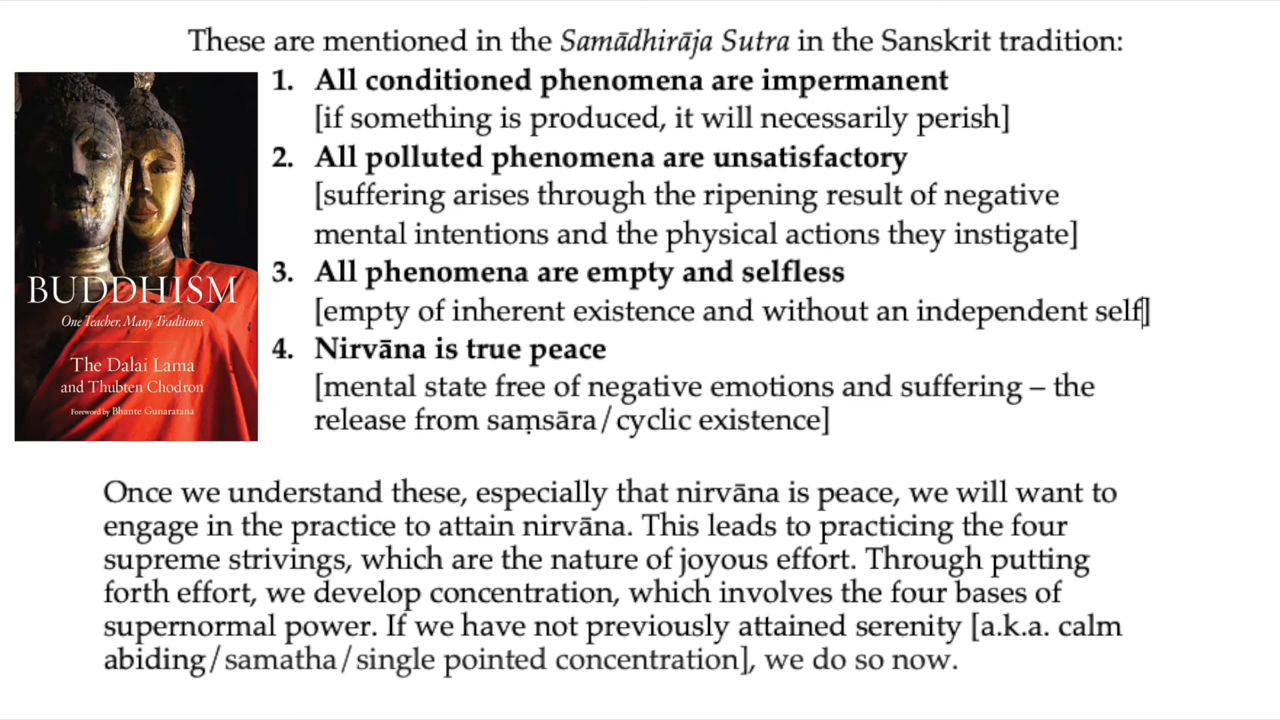 These are mentioned in the Samādhirāja Sutra in the Sanskrit tradition:
1. All conditioned phenomena are impermanent
[if something is produced, it will necessarily perish]
2. All polluted phenomena are unsatisfactory
[suffering arises through the ripening result of negative
mental intentions and the physical actions they instigate]
3. All phenomena are empty and selfless
[empty of inherent existence and without an independent self]
4. Nirvāna is true peace
[mental state free of negative emotions and suffering – the
release from saṃsāra/cyclic existence]
BUDDHISM
One Teacher, Many Traditions
The Dalai Lama
and Thubten Chodron
Foreword by Bhante Gunaratana
Once we understand these, especially that nirvāna is peace, we will want to
engage in the practice to attain nirvāna. This leads to practicing the four
supreme strivings, which are the nature of joyous effort. Through putting
forth effort, we develop concentration, which involves the four bases of
supernormal power. If we have not previously attained serenity [a.k.a. calm
abiding/samatha/single pointed concentration], we do so now.